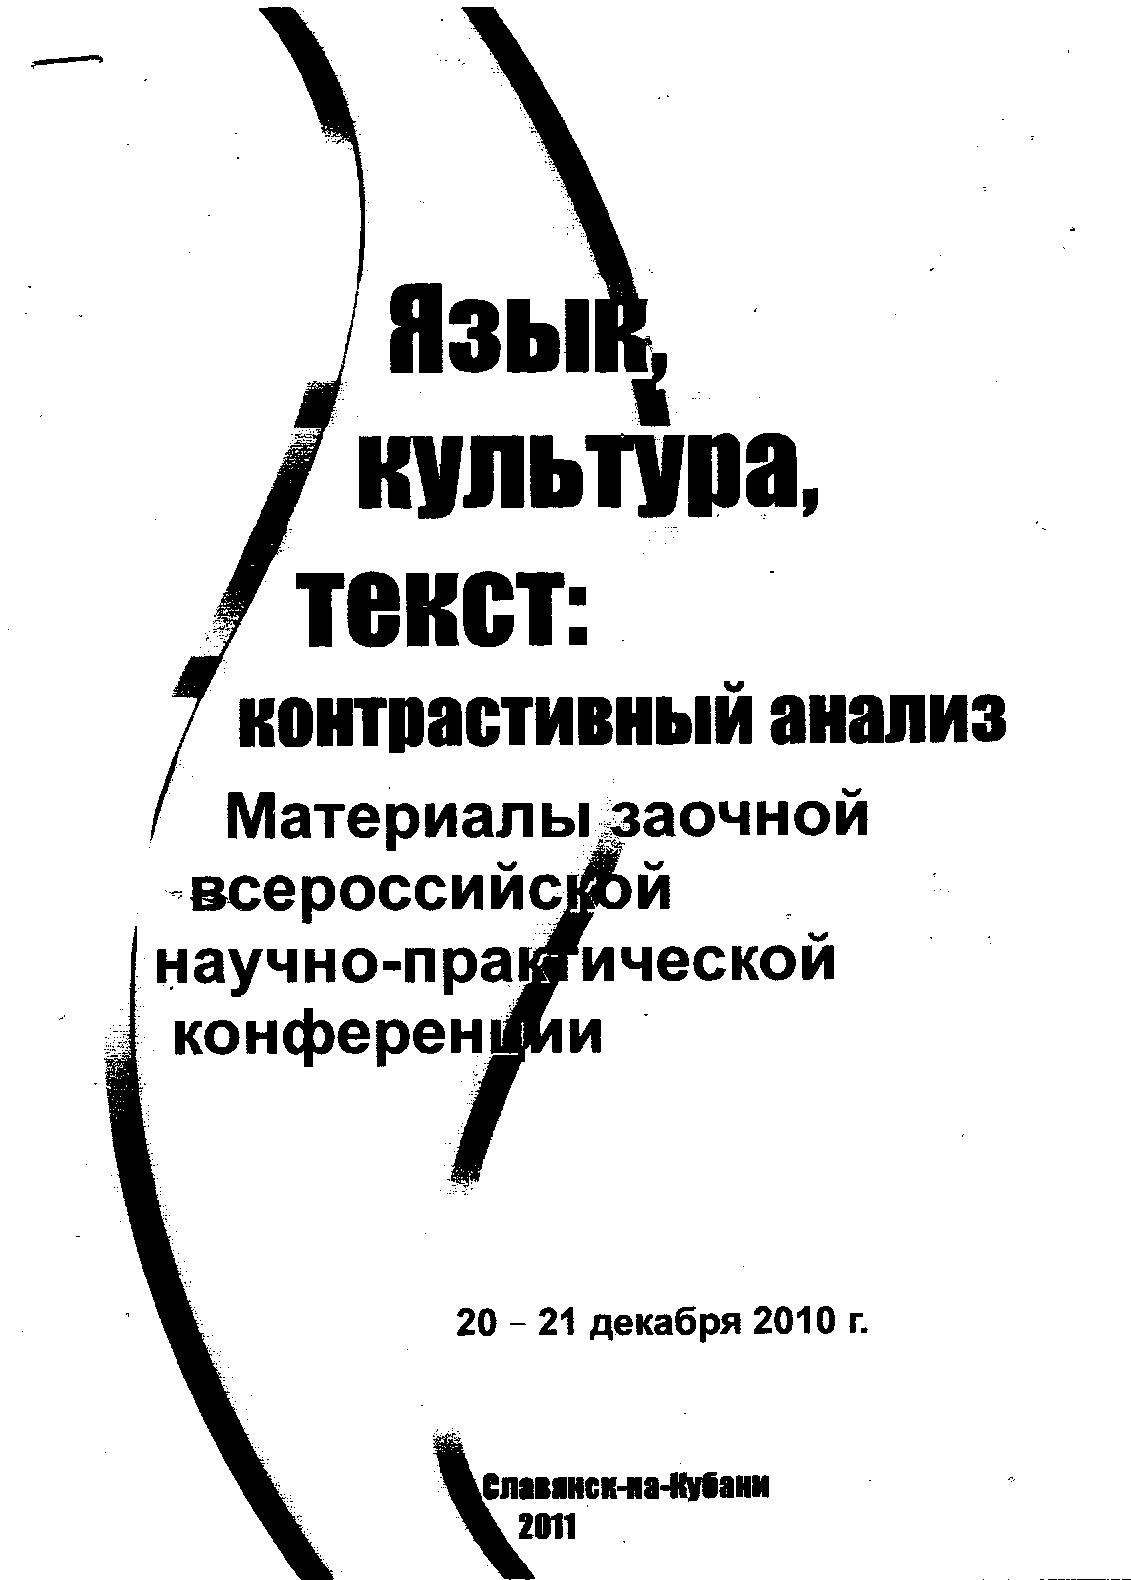 Язык,
культура,
текст:
контрастивный анализ
Материалы заочной
всероссийской
научно-практической
конференции
20 – 21 декабря 2010 г.
Славянск-на-Кубани
2011